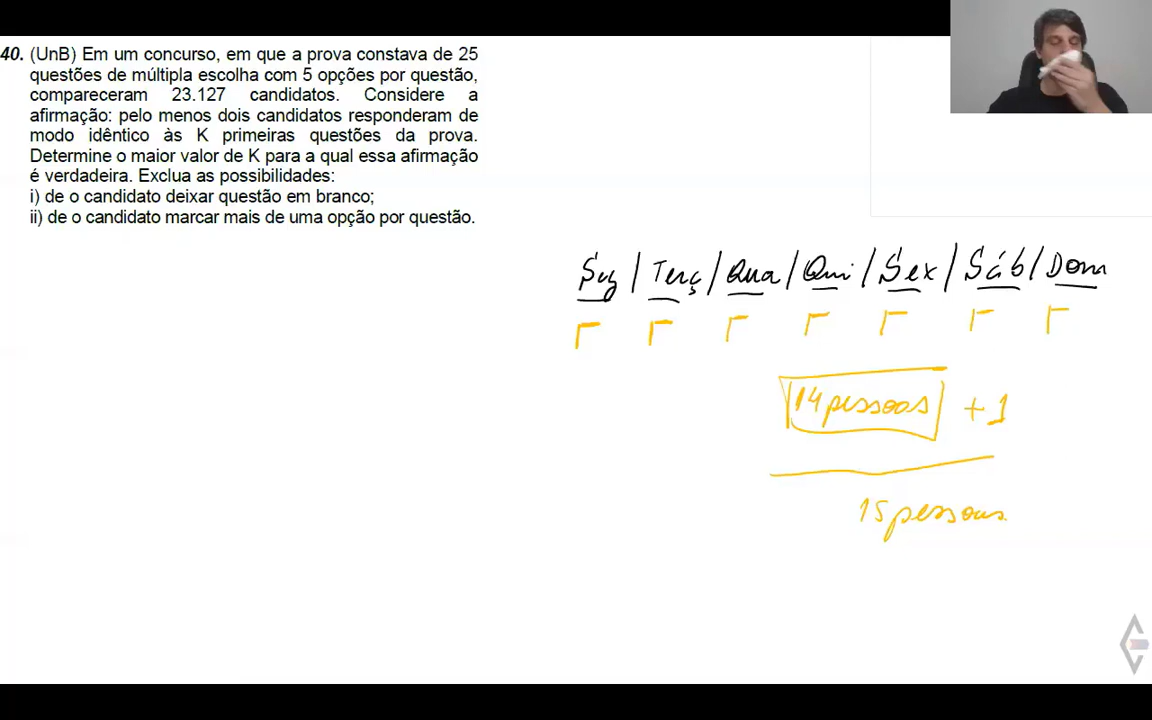 40. (UnB) Em um concurso, em que a prova constava de 25
questões de múltipla escolha com 5 opções por questão,
compareceram 23.127 candidatos. Considere a
afirmação: pelo menos dois candidatos responderam de
modo idêntico às K primeiras questões da prova.
Determine o maior valor de K para a qual essa afirmação
é verdadeira. Exclua as possibilidades:
i) de o candidato deixar questão em branco;
ii) de o candidato marcar mais de uma opção por questão.
Seg / Terç / Qua / Qui / Sex / Sáb / Dom
14 pessoas + 1
15 pessoas.